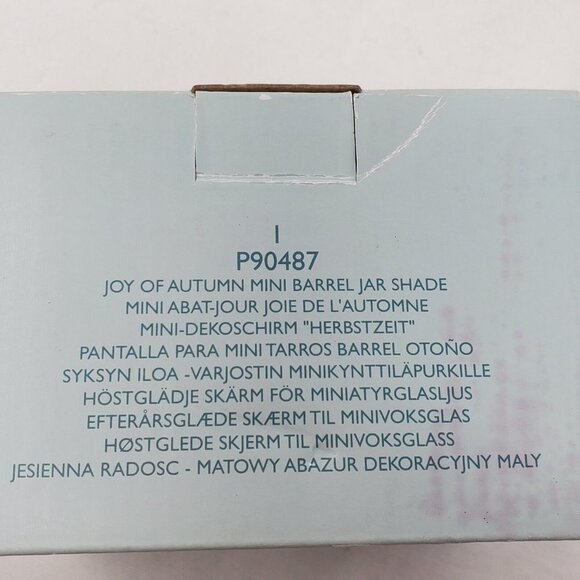 I
P90487
JOY OF AUTUMN MINI BARREL JAR SHADE
MINI ABAT-JOUR JOIE DE L'AUTOMNE
MINI-DEKOSCHIRM "HERBSTZEIT"
PANTALLA PARA MINI TARROS BARREL OTOÑO
SYKSYN ILOA -VARJOSTIN MINIKYNTTILÄPURKILLE
HÖSTGLÄDJE SKÄRM FÖR MINIATYRGLASLJUS
EFTERÅRSGLÆDE SKÆRM TIL MINIVOKSGLAS
HØSTGLEDE SKJERM TIL MINIVOKSGLASS
JESIENNA RADOSC - MATOWY ABAZUR DEKORACYJNY MALY